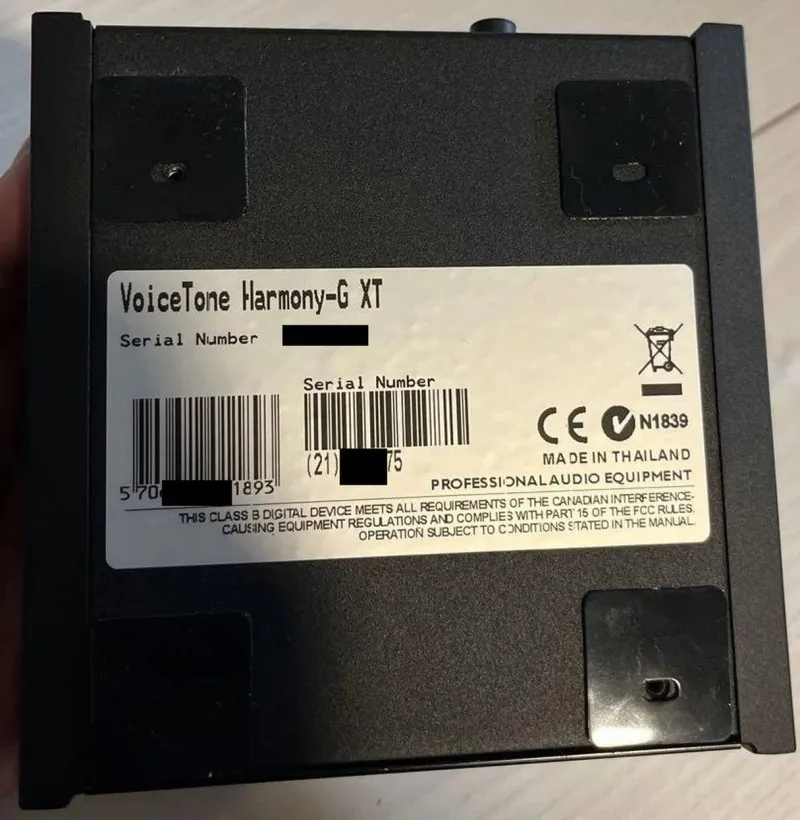 VoiceTone Harmony-G XT
Serial Number
Serial Number
(21) 75
5 70 1893
CE N1839
MADE IN THAILAND
PROFESSIONAL AUDIO EQUIPMENT
THIS CLASS B DIGITAL DEVICE MEETS ALL REQUIREMENTS OF THE CANADIAN INTERFERENCE-
CAUSING EQUIPMENT REGULATIONS AND COMPLIES WITH PART 15 OF THE FCC RULES.
OPERATION SUBJECT TO CONDITIONS STATED IN THE MANUAL.